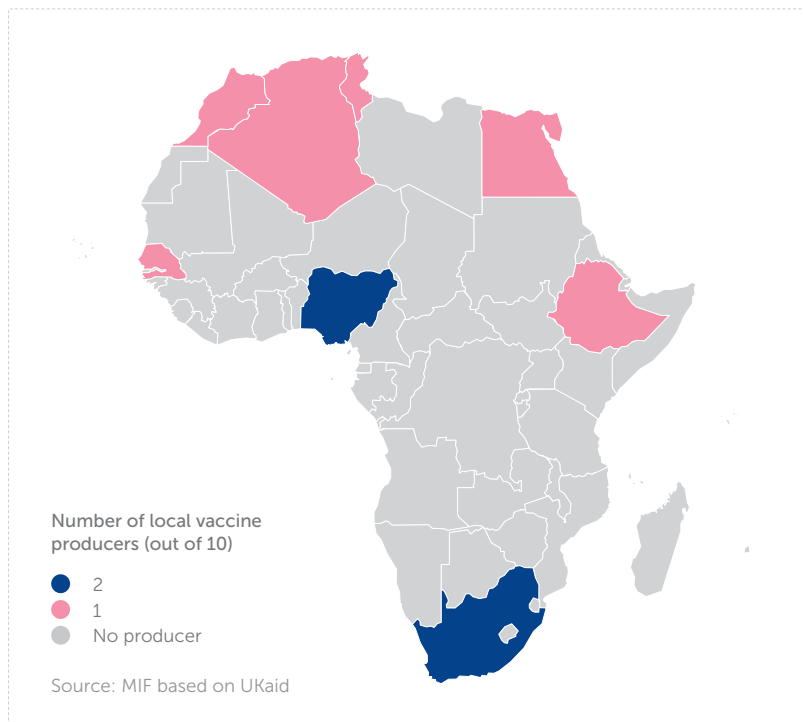 Number of local vaccine
producers (out of 10)
2
1
No producer
Source: MIF based on UKaid